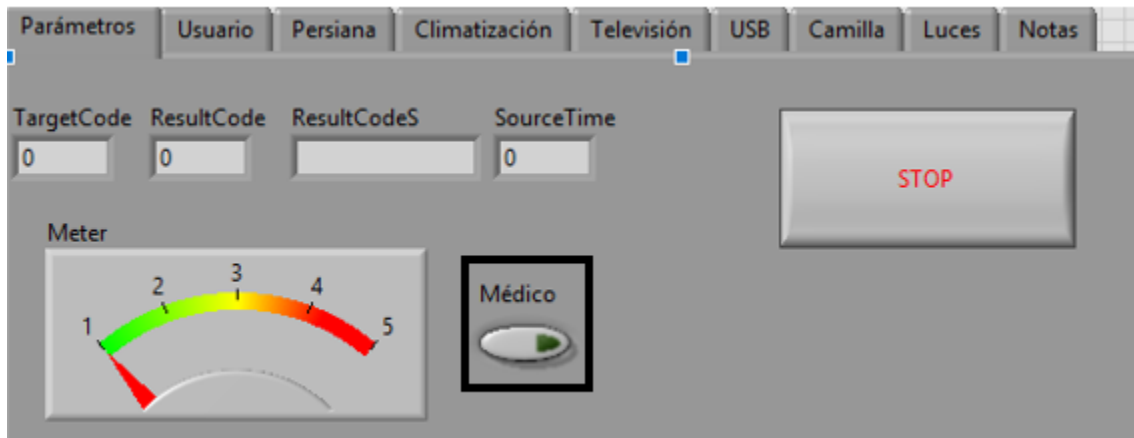 Parámetros Usuario Persiana Climatización Televisión USB Camilla Luces Notas
TargetCode ResultCode ResultCodeS SourceTime
0 0 0
STOP
Meter
1 2 3 4 5
Médico